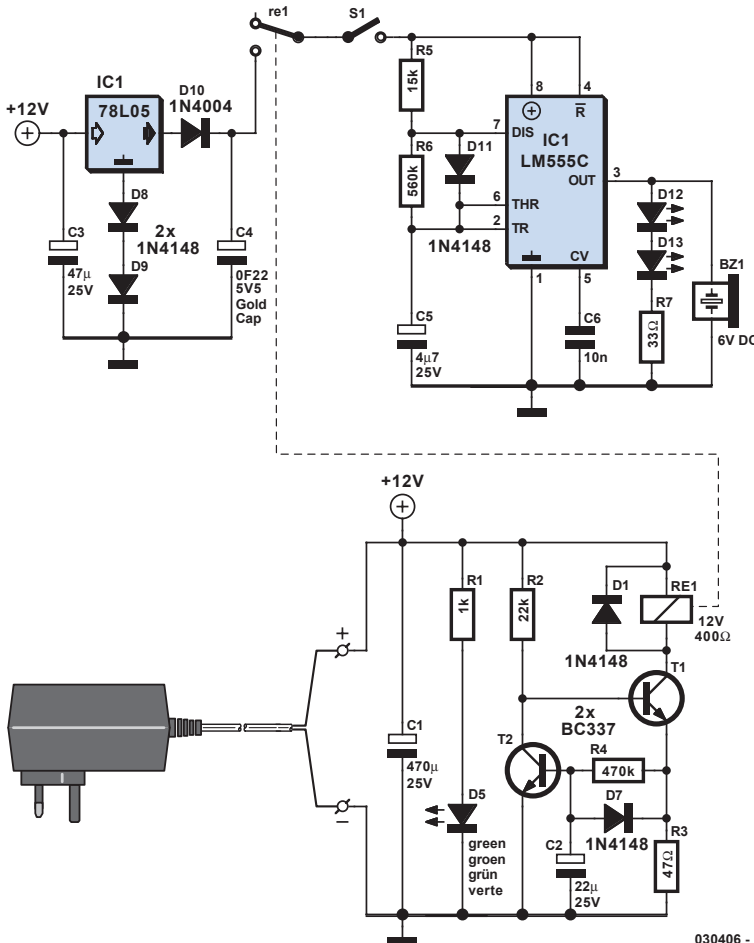 re1
S1
+12V
IC1
78L05
D10
1N4004
R5
15k
8
4
R̅
7
DIS
IC1
LM555C
R6
560k
D11
OUT
3
6
THR
2
TR
1N4148
D12
D8
2x
1N4148
C3
47µ
25V
D9
C4
0F22
5V5
Gold
Cap
CV
1
5
D13
BZ1
R7
33Ω
6V DC
C5
4µ7
25V
C6
10n
+12V
R1
1k
R2
22k
D1
1N4148
RE1
12V
400Ω
+
T1
2x
BC337
C1
470µ
25V
T2
R4
470k
–
D5
green
groen
grün
verte
D7
1N4148
C2
22µ
25V
R3
47Ω
030406 -